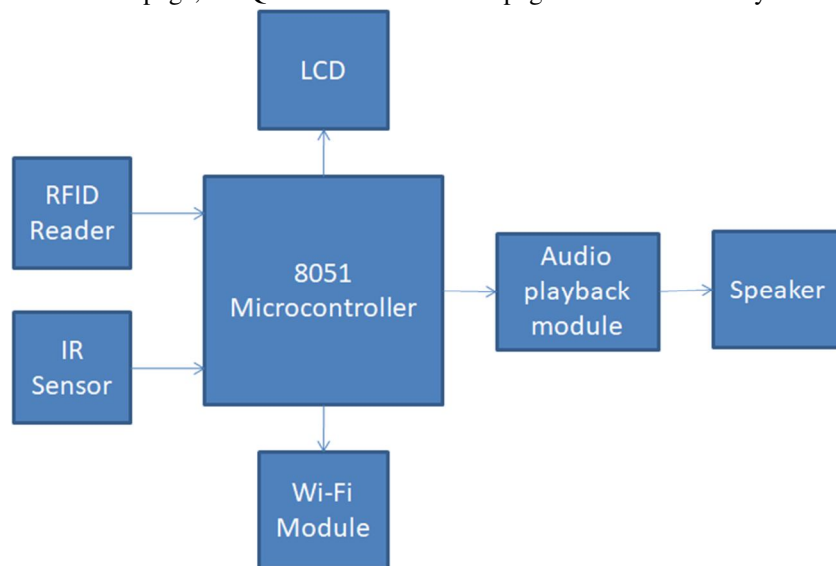 LCD
RFID
Reader
8051
Microcontroller
Audio
playback
module
Speaker
IR
Sensor
Wi-Fi
Module